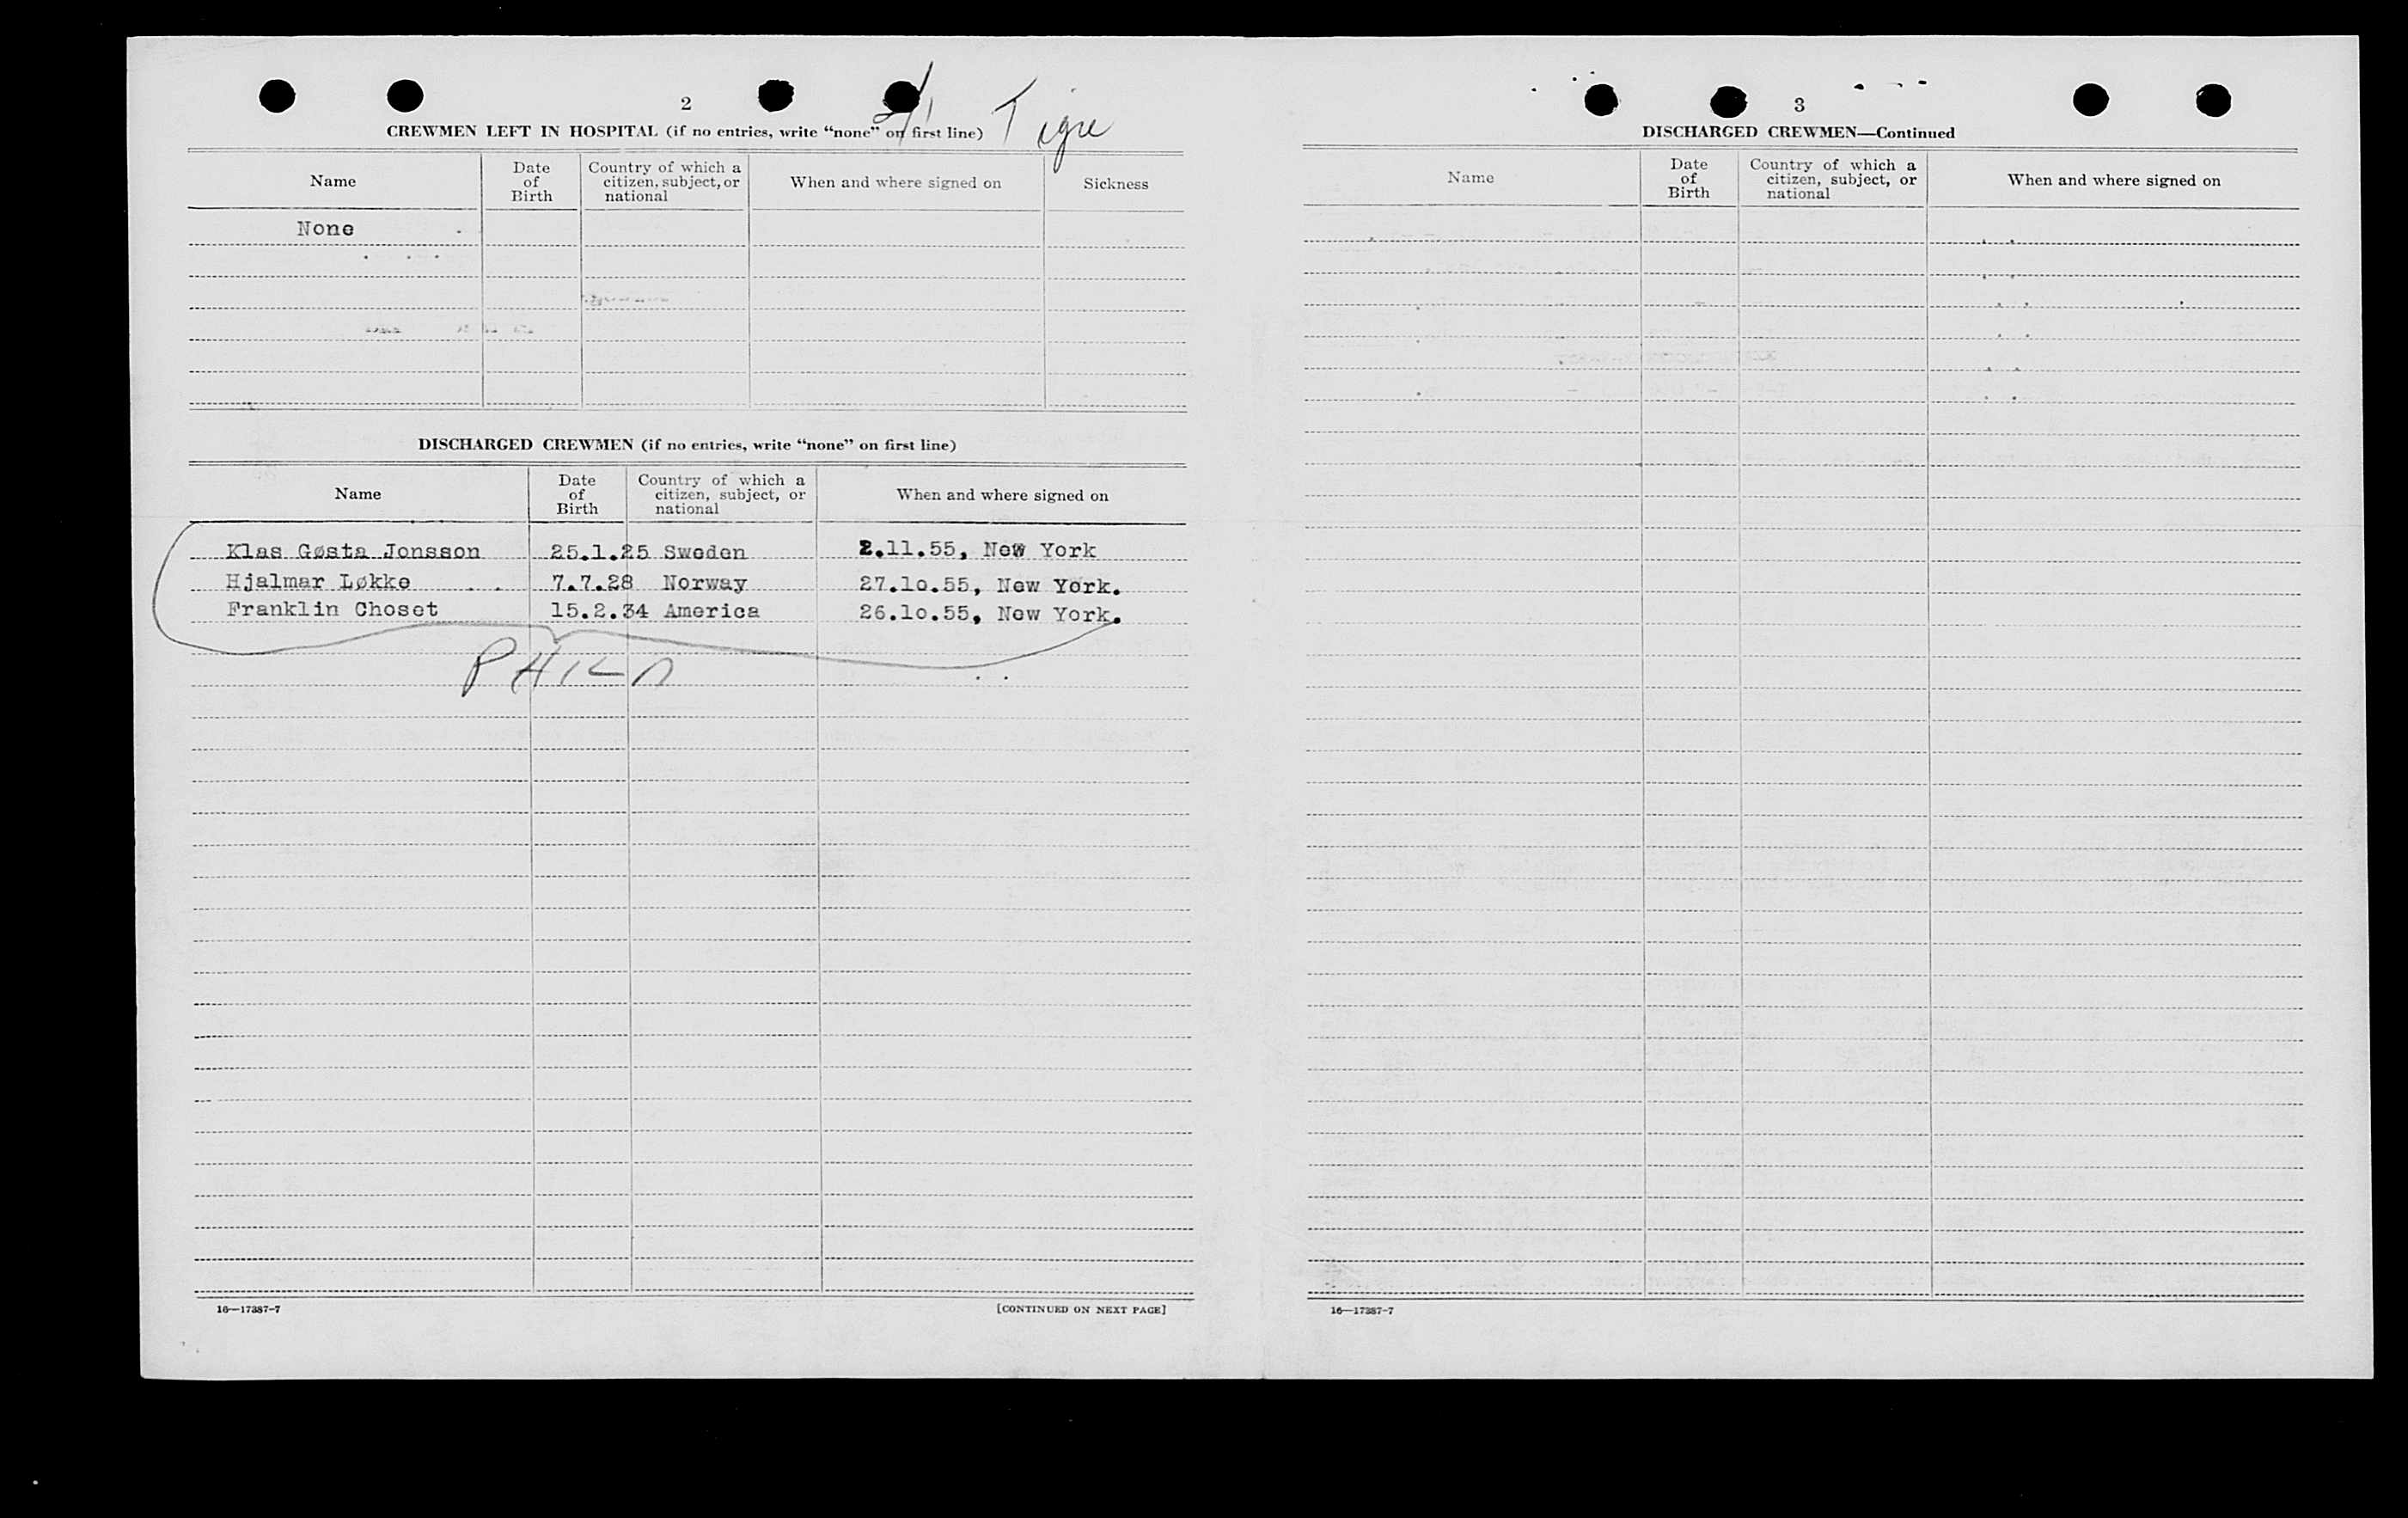 2
Tigre
CREWMEN LEFT IN HOSPITAL (if no entries, write “none” on first line)
Name Date of Birth Country of which a citizen, subject, or national When and where signed on Sickness
None
DISCHARGED CREWMEN (if no entries, write “none” on first line)
Name Date of Birth Country of which a citizen, subject, or national When and where signed on
Klas Gøsta Jonsson 25.1.25 Sweden 2.11.55, New York
Hjalmar Løkke 7.7.28 Norway 27.10.55, New York.
Franklin Choset 15.2.34 America 26.10.55, New York.
PHILA
16—17387-7 [CONTINUED ON NEXT PAGE]
3
DISCHARGED CREWMEN—Continued
Name Date of Birth Country of which a citizen, subject, or national When and where signed on
16—17387-7